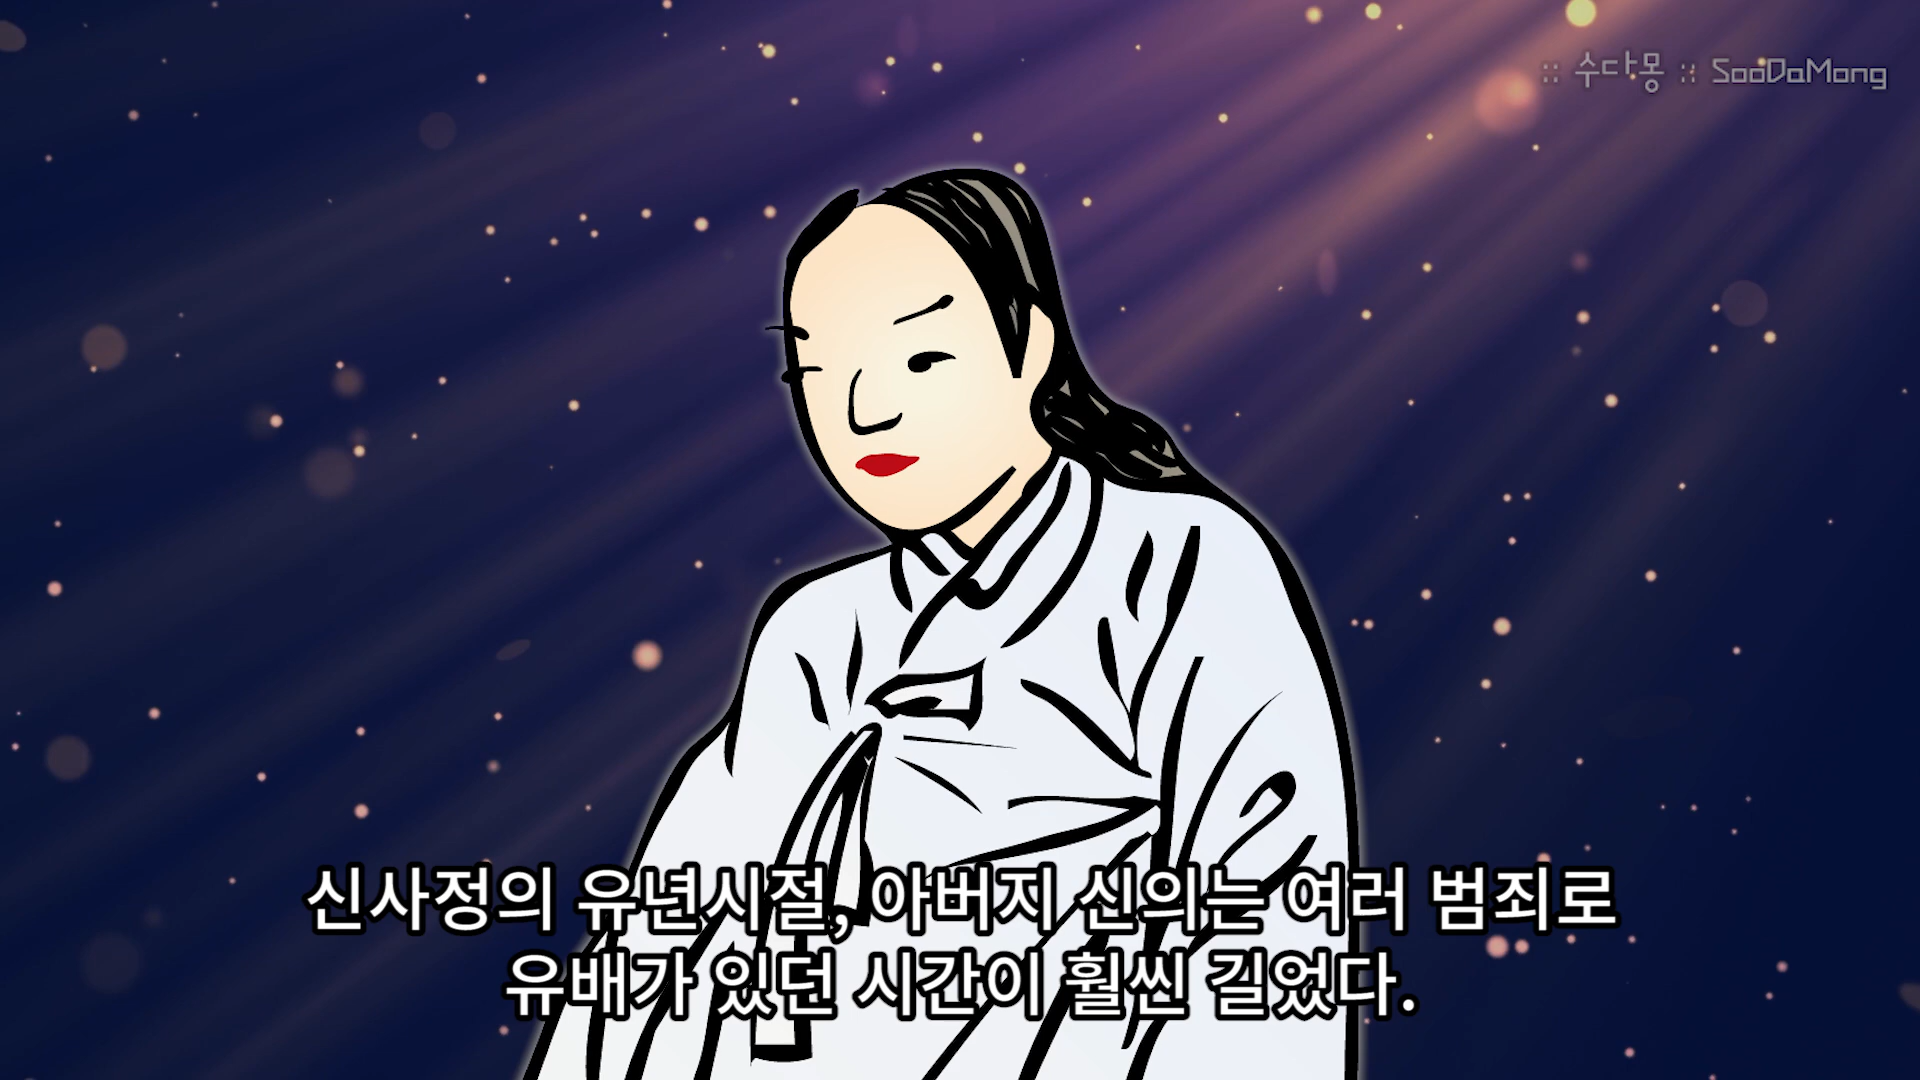 :: 수다몽 :: SooDaMong
신사정의 유년시절, 아버지 신의는 여러 범죄로
유배가 있던 시간이 훨씬 길었다.